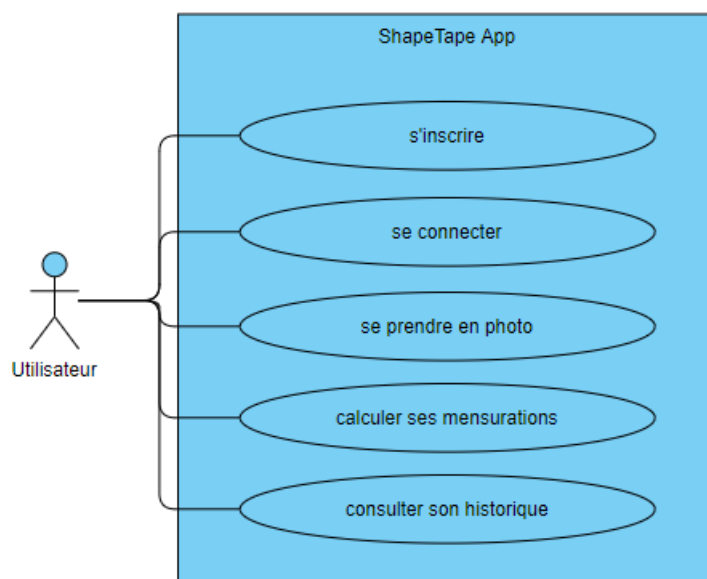 ShapeTape App
s'inscrire
se connecter
se prendre en photo
Utilisateur
calculer ses mensurations
consulter son historique